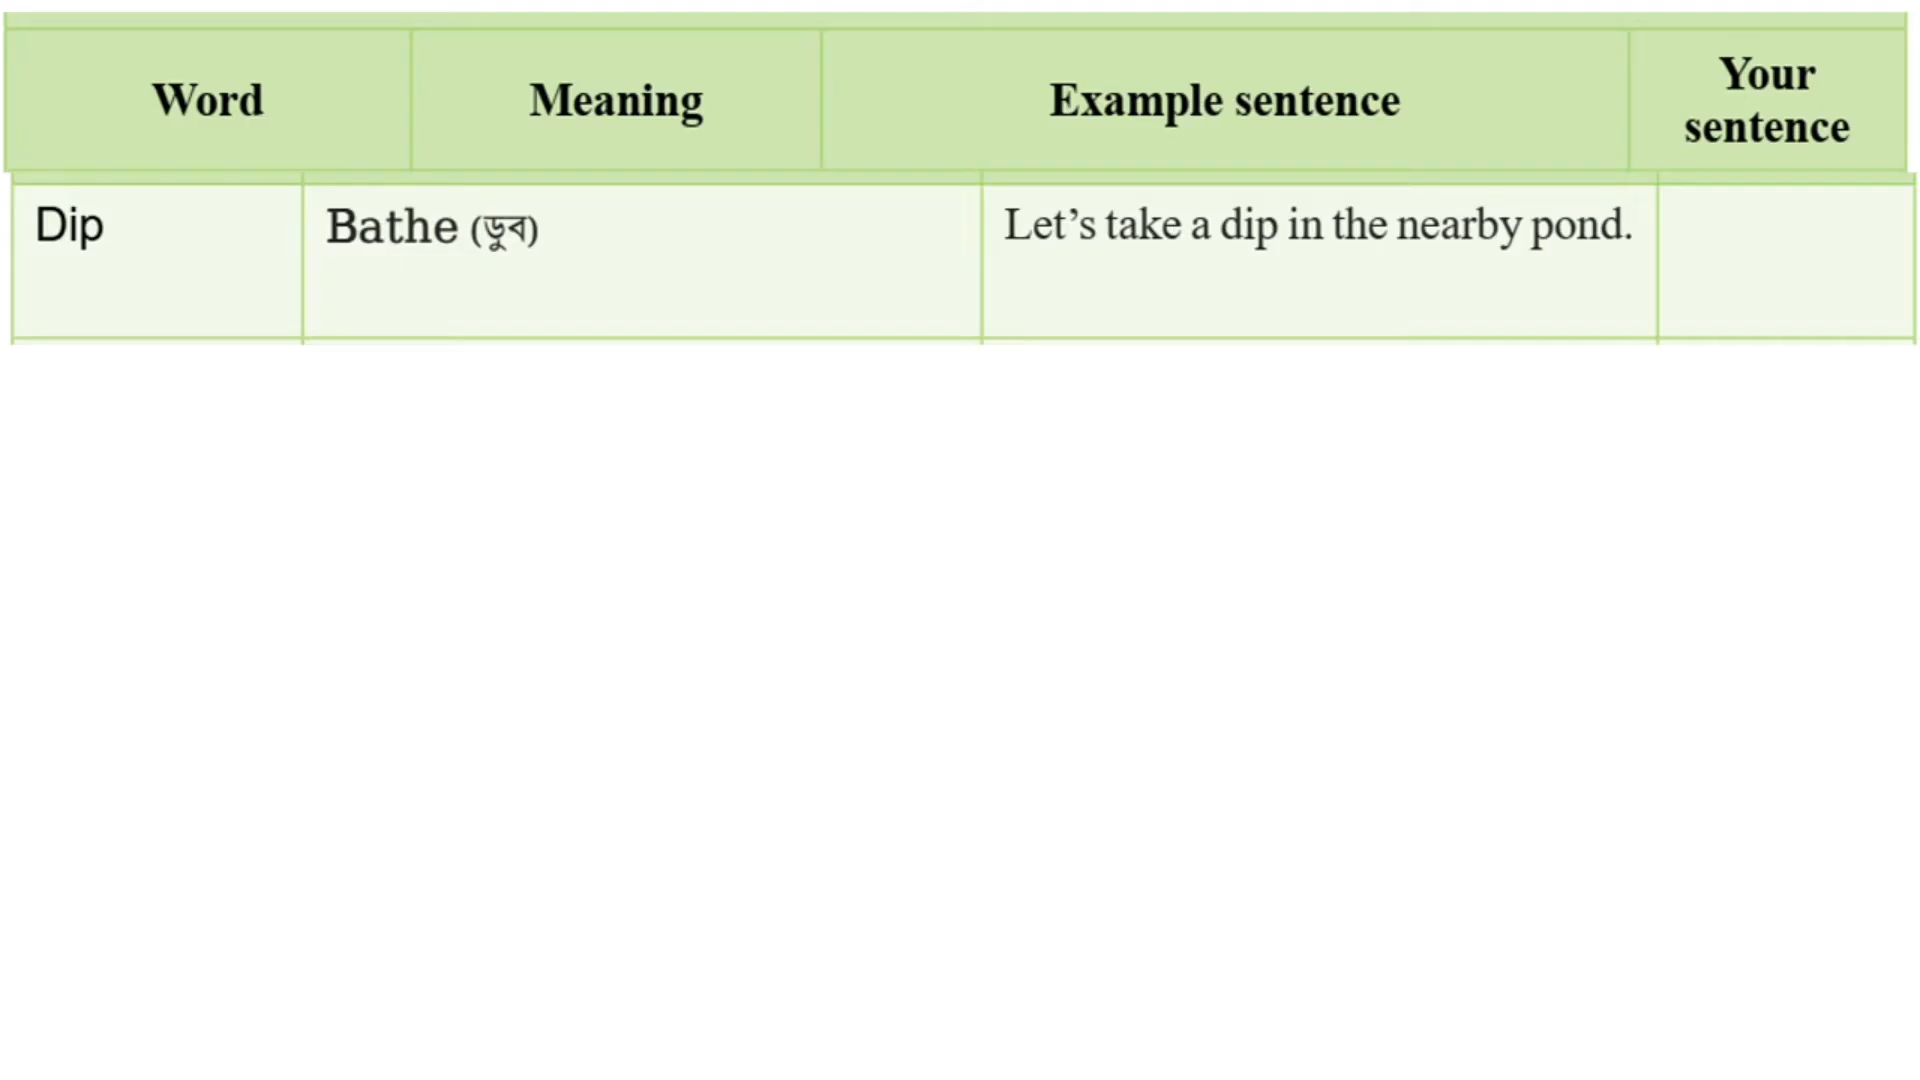 Word Meaning Example sentence Your sentence
Dip Bathe (ডুব) Let’s take a dip in the nearby pond.